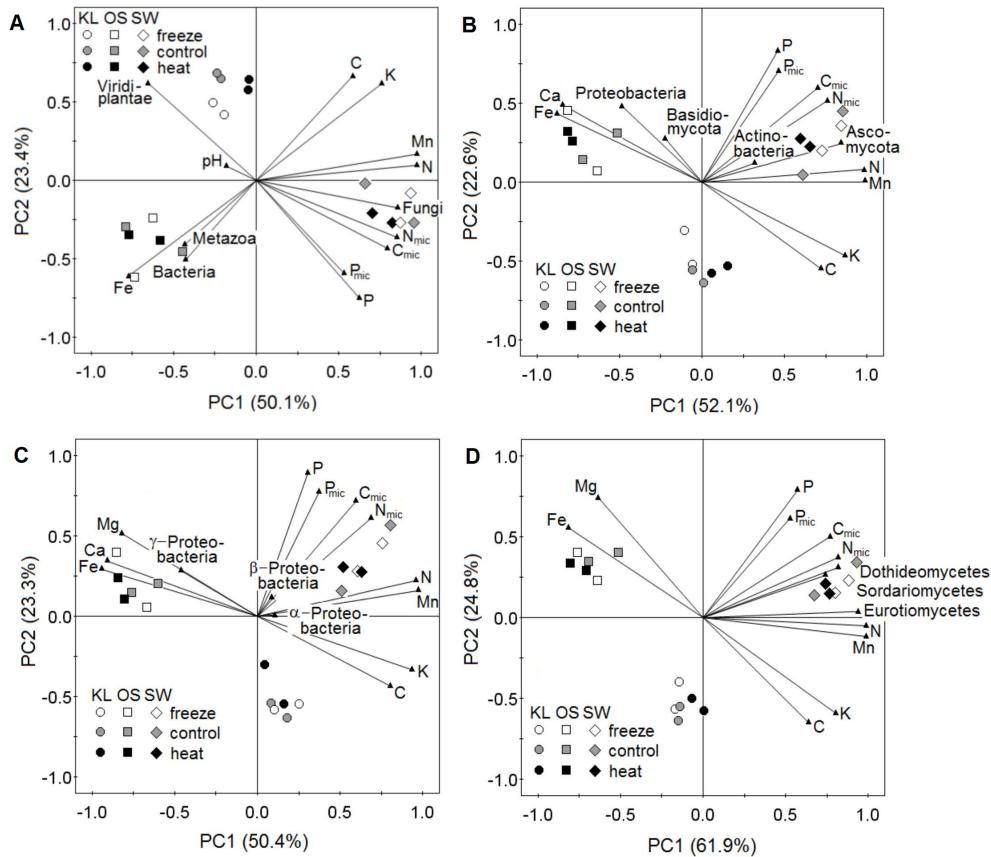 A
KL OS SW
freeze
control
heat
Viridi-
plantae
C
K
pH
Mn
N
Fungi
Nmic
Cmic
Pmic
P
Metazoa
Bacteria
Fe
1.0
0.5
0.0
-0.5
-1.0
PC2 (23.4%)
-1.0 -0.5 0.0 0.5 1.0
PC1 (50.1%)
B
P
Pmic
Cmic
Nmic
Ca
Fe
Proteobacteria
Basidio-
mycota
Actino-
bacteria
Asco-
mycota
N
Mn
K
C
KL OS SW
freeze
control
heat
1.0
0.5
0.0
-0.5
-1.0
PC2 (22.6%)
-1.0 -0.5 0.0 0.5 1.0
PC1 (52.1%)
C
P
Pmic
Cmic
Nmic
Mg
Ca
Fe
γ-Proteo-
bacteria
β-Proteo-
bacteria
α-Proteo-
bacteria
N
Mn
K
C
KL OS SW
freeze
control
heat
1.0
0.5
0.0
-0.5
-1.0
PC2 (23.3%)
-1.0 -0.5 0.0 0.5 1.0
PC1 (50.4%)
D
Mg
Fe
P
Pmic
Cmic
Nmic
Dothideomycetes
Sordariomycetes
Eurotiomycetes
N
Mn
K
C
KL OS SW
freeze
control
heat
1.0
0.5
0.0
-0.5
-1.0
PC2 (24.8%)
-1.0 -0.5 0.0 0.5 1.0
PC1 (61.9%)